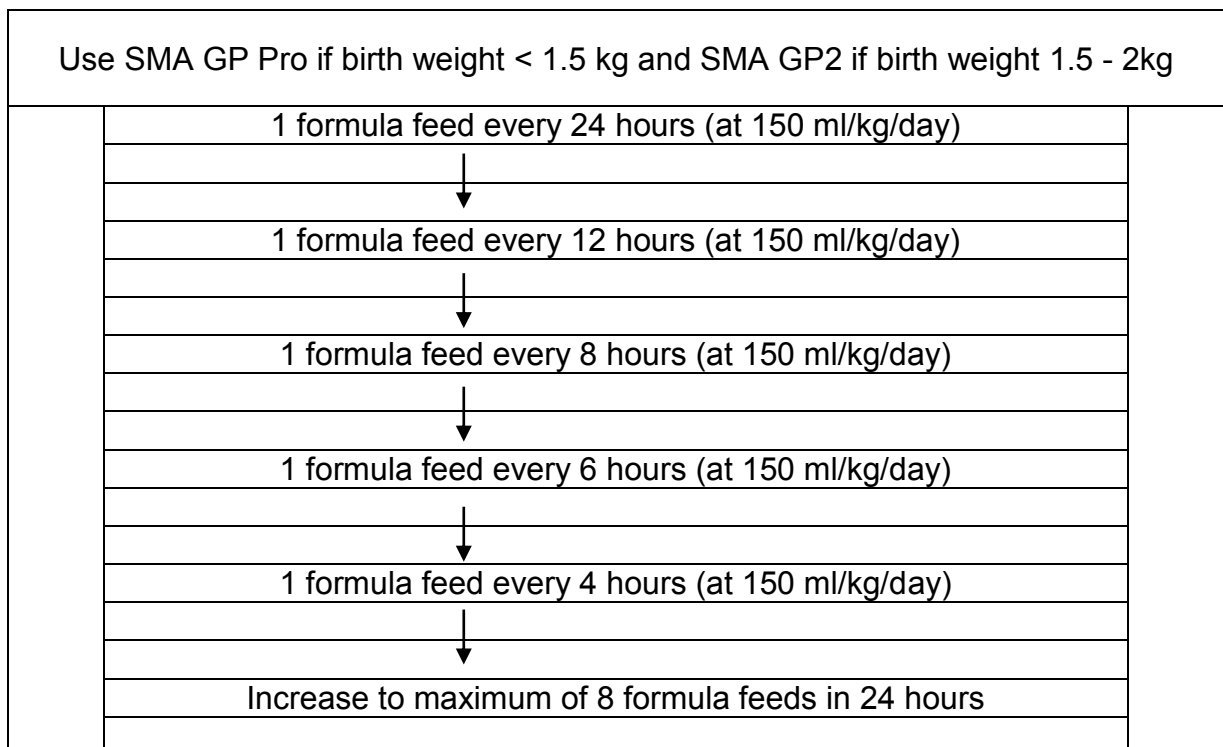 Use SMA GP Pro if birth weight < 1.5 kg and SMA GP2 if birth weight 1.5 - 2kg
1 formula feed every 24 hours (at 150 ml/kg/day)
1 formula feed every 12 hours (at 150 ml/kg/day)
1 formula feed every 8 hours (at 150 ml/kg/day)
1 formula feed every 6 hours (at 150 ml/kg/day)
1 formula feed every 4 hours (at 150 ml/kg/day)
Increase to maximum of 8 formula feeds in 24 hours